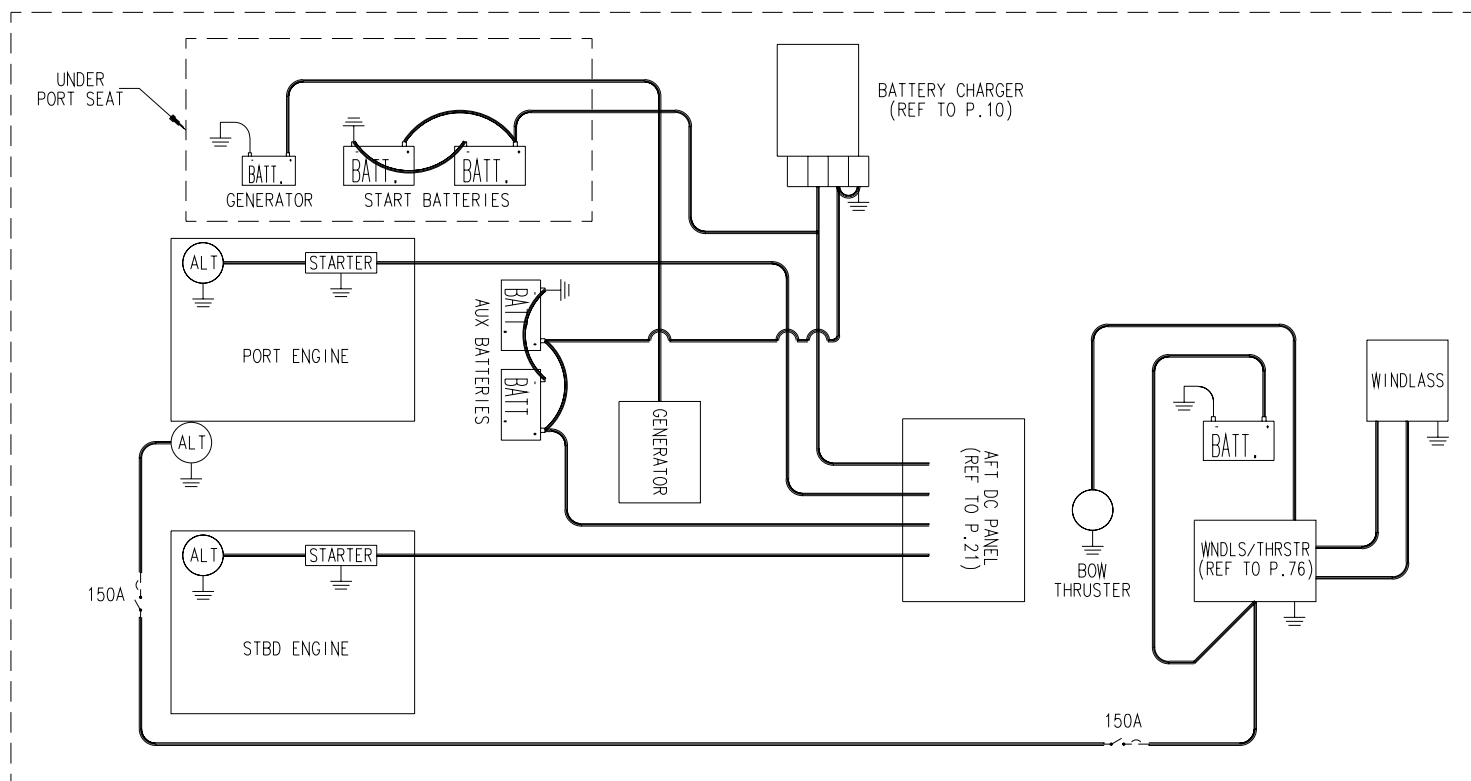 UNDER
PORT SEAT
BATT.
GENERATOR
BATT.
BATT.
START BATTERIES
BATTERY CHARGER
(REF TO P.10)
ALT
STARTER
PORT ENGINE
BATT.
BATT
AUX BATTERIES
GENERATOR
ALT
ALT
STARTER
STBD ENGINE
150A
AFT DC PANEL
(REF TO P.21)
BOW
THRUSTER
BATT.
WINDLASS
WNDLS/THRSTR
(REF TO P.76)
150A